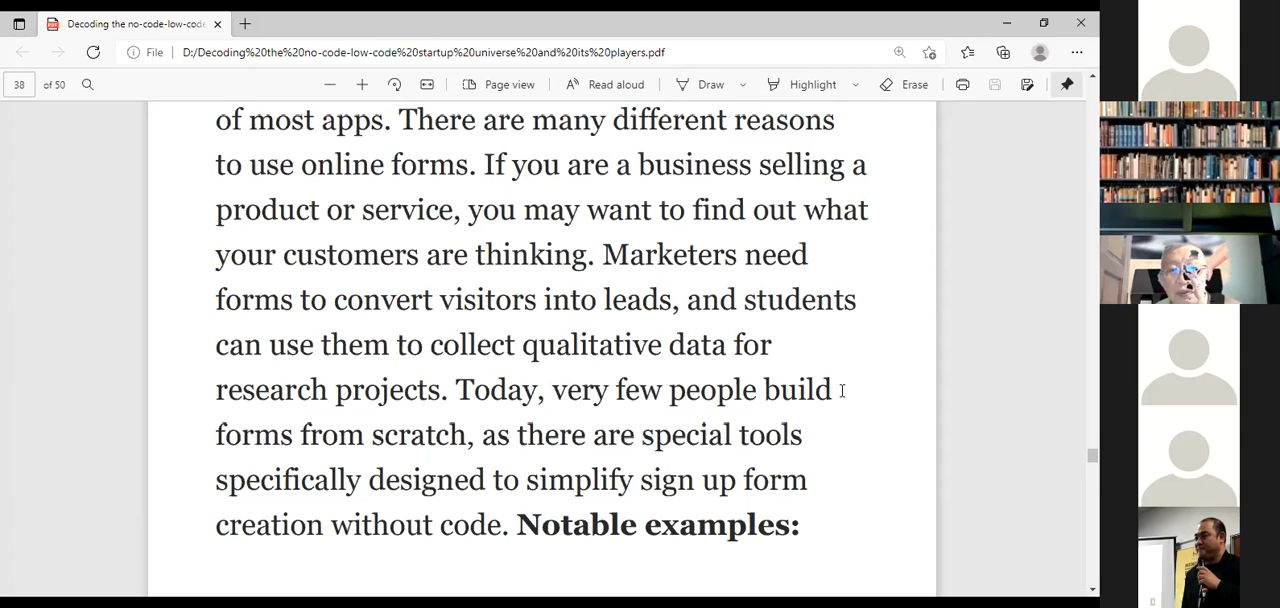 Decoding the no-code-low-code
File
D:/Decoding%20the%20no-code-low-code%20startup%20universe%20and%20its%20players.pdf
38 of 50
Page view
Read aloud
Draw
Highlight
Erase
of most apps. There are many different reasons
to use online forms. If you are a business selling a
product or service, you may want to find out what
your customers are thinking. Marketers need
forms to convert visitors into leads, and students
can use them to collect qualitative data for
research projects. Today, very few people build
forms from scratch, as there are special tools
specifically designed to simplify sign up form
creation without code. Notable examples: